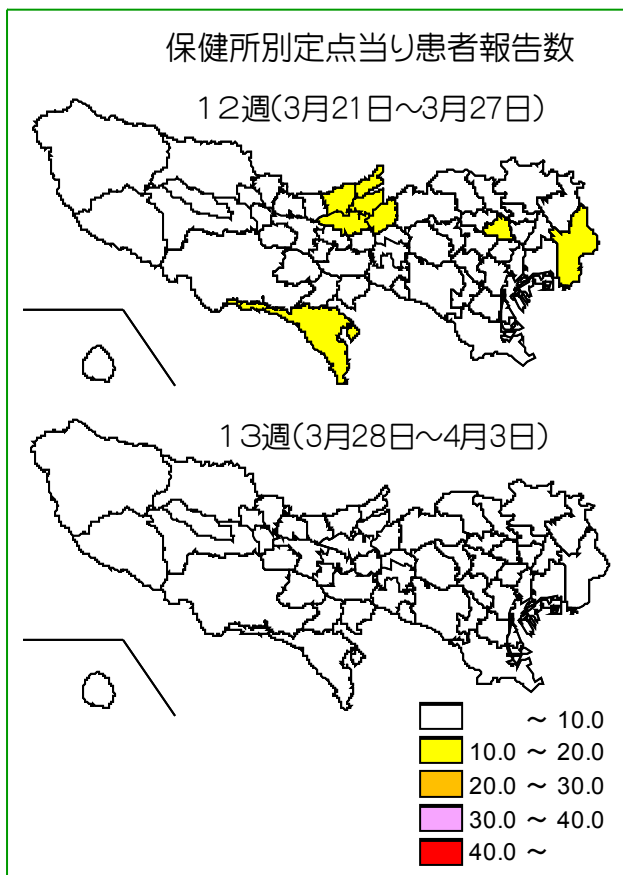 保健所別定点当り患者報告数
１２週(3月21日～3月27日)
１３週(3月28日～4月3日)
～ 10.0
10.0 ～ 20.0
20.0 ～ 30.0
30.0 ～ 40.0
40.0 ～